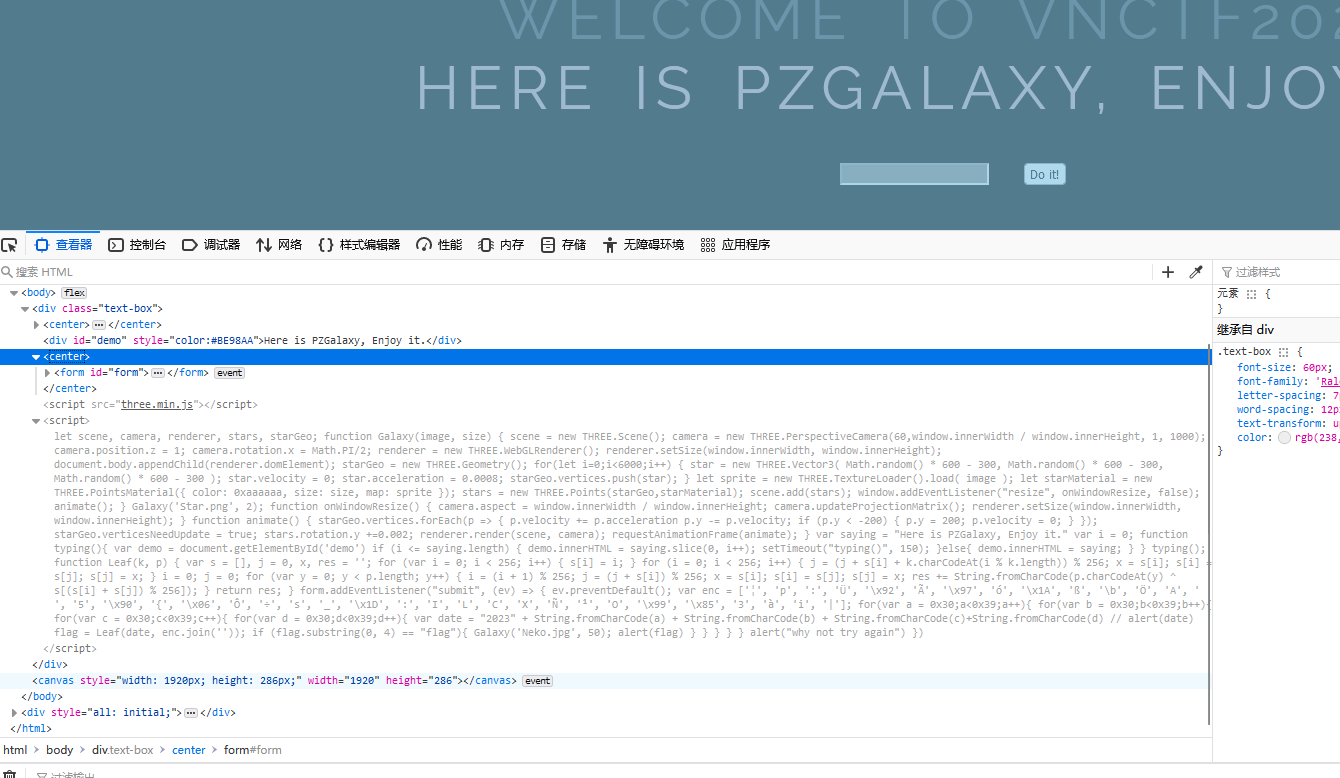 WELCOME TO VNCTF202
HERE IS PZGALAXY, ENJOY
Do it!
查看器 控制台 调试器 网络 样式编辑器 性能 内存 存储 无障碍环境 应用程序
搜索 HTML
过滤样式
<body> flex
<div class="text-box">
<center> ⋯ </center>
<div id="demo" style="color:#BE98AA">Here is PZGalaxy, Enjoy it.</div>
<center>
<form id="form"> ⋯ </form> event
</center>
<script src="three.min.js"></script>
<script>
let scene, camera, renderer, stars, starGeo; function Galaxy(image, size) { scene = new THREE.Scene(); camera = new THREE.PerspectiveCamera(60,window.innerWidth / window.innerHeight, 1, 1000);
camera.position.z = 1; camera.rotation.x = Math.PI/2; renderer = new THREE.WebGLRenderer(); renderer.setSize(window.innerWidth, window.innerHeight);
document.body.appendChild(renderer.domElement); starGeo = new THREE.Geometry(); for(let i=0;i<6000;i++) { star = new THREE.Vector3( Math.random() * 600 - 300, Math.random() * 600 - 300,
Math.random() * 600 - 300 ); star.velocity = 0; star.acceleration = 0.0008; starGeo.vertices.push(star); } let sprite = new THREE.TextureLoader().load( image ); let starMaterial = new
THREE.PointsMaterial({ color: 0xaaaaaa, size: size, map: sprite }); stars = new THREE.Points(starGeo,starMaterial); scene.add(stars); window.addEventListener("resize", onWindowResize, false);
animate(); } Galaxy('Star.png', 2); function onWindowResize() { camera.aspect = window.innerWidth / window.innerHeight; camera.updateProjectionMatrix(); renderer.setSize(window.innerWidth,
window.innerHeight); } function animate() { starGeo.vertices.forEach(p => { p.velocity += p.acceleration p.y -= p.velocity; if (p.y < -200) { p.y = 200; p.velocity = 0; } });
starGeo.verticesNeedUpdate = true; stars.rotation.y +=0.002; renderer.render(scene, camera); requestAnimationFrame(animate); } var saying = "Here is PZGalaxy, Enjoy it." var i = 0; function
typing(){ var demo = document.getElementById('demo') if (i <= saying.length) { demo.innerHTML = saying.slice(0, i++); setTimeout("typing()", 150); }else{ demo.innerHTML = saying; } } typing();
function Leaf(k, p) { var s = [], j = 0, x, res = ''; for (var i = 0; i < 256; i++) { s[i] = i; } for (i = 0; i < 256; i++) { j = (j + s[i] + k.charCodeAt(i % k.length)) % 256; x = s[i]; s[i] =
s[j]; s[j] = x; } i = 0; j = 0; for (var y = 0; y < p.length; y++) { i = (i + 1) % 256; j = (j + s[i]) % 256; x = s[i]; s[i] = s[j]; s[j] = x; res += String.fromCharCode(p.charCodeAt(y) ^
s[(s[i] + s[j]) % 256]); } return res; } form.addEventListener("submit", (ev) => { ev.preventDefault(); var enc = ['¦', 'p', ':', 'Ü', '\x92', 'Ã', '\x97', 'ó', '\x1A', 'ß', '\b', 'Ö', 'A', '
', '5', '\x90', '{', '\x06', 'Ô', '÷', 's', '_', '\x1D', ':', 'I', 'L', 'C', 'X', 'Ñ', '¹', 'O', '\x99', '\x85', '3', 'à', 'i', '|']; for(var a = 0x30;a<0x39;a++){ for(var b = 0x30;b<0x39;b++){
for(var c = 0x30;c<0x39;c++){ for(var d = 0x30;d<0x39;d++){ var date = "2023" + String.fromCharCode(a) + String.fromCharCode(b) + String.fromCharCode(c)+String.fromCharCode(d) // alert(date)
flag = Leaf(date, enc.join('')); if (flag.substring(0, 4) == "flag"){ Galaxy('Neko.jpg', 50); alert(flag) } } } } } alert("why not try again") })
</script>
</div>
<canvas style="width: 1920px; height: 286px;" width="1920" height="286"></canvas> event
</body>
<div style="all: initial;"> ⋯ </div>
</html>
元素 {
}
继承自 div
.text-box {
font-size: 60px;
font-family: 'Rale
letter-spacing: 7
word-spacing: 12p
text-transform: u
color: rgb(238,
}
html > body > div.text-box > center > form#form
过滤输出